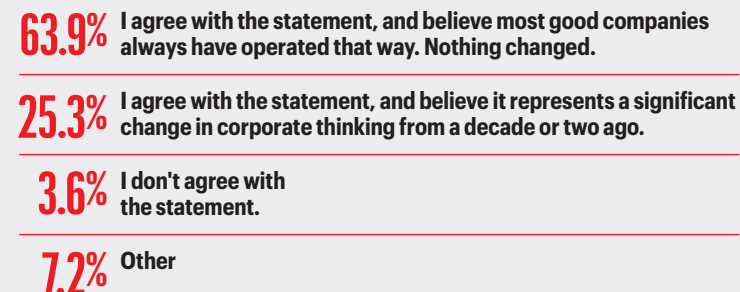 63.9% I agree with the statement, and believe most good companies
always have operated that way. Nothing changed.
25.3% I agree with the statement, and believe it represents a significant
change in corporate thinking from a decade or two ago.
3.6% I don't agree with
the statement.
7.2% Other